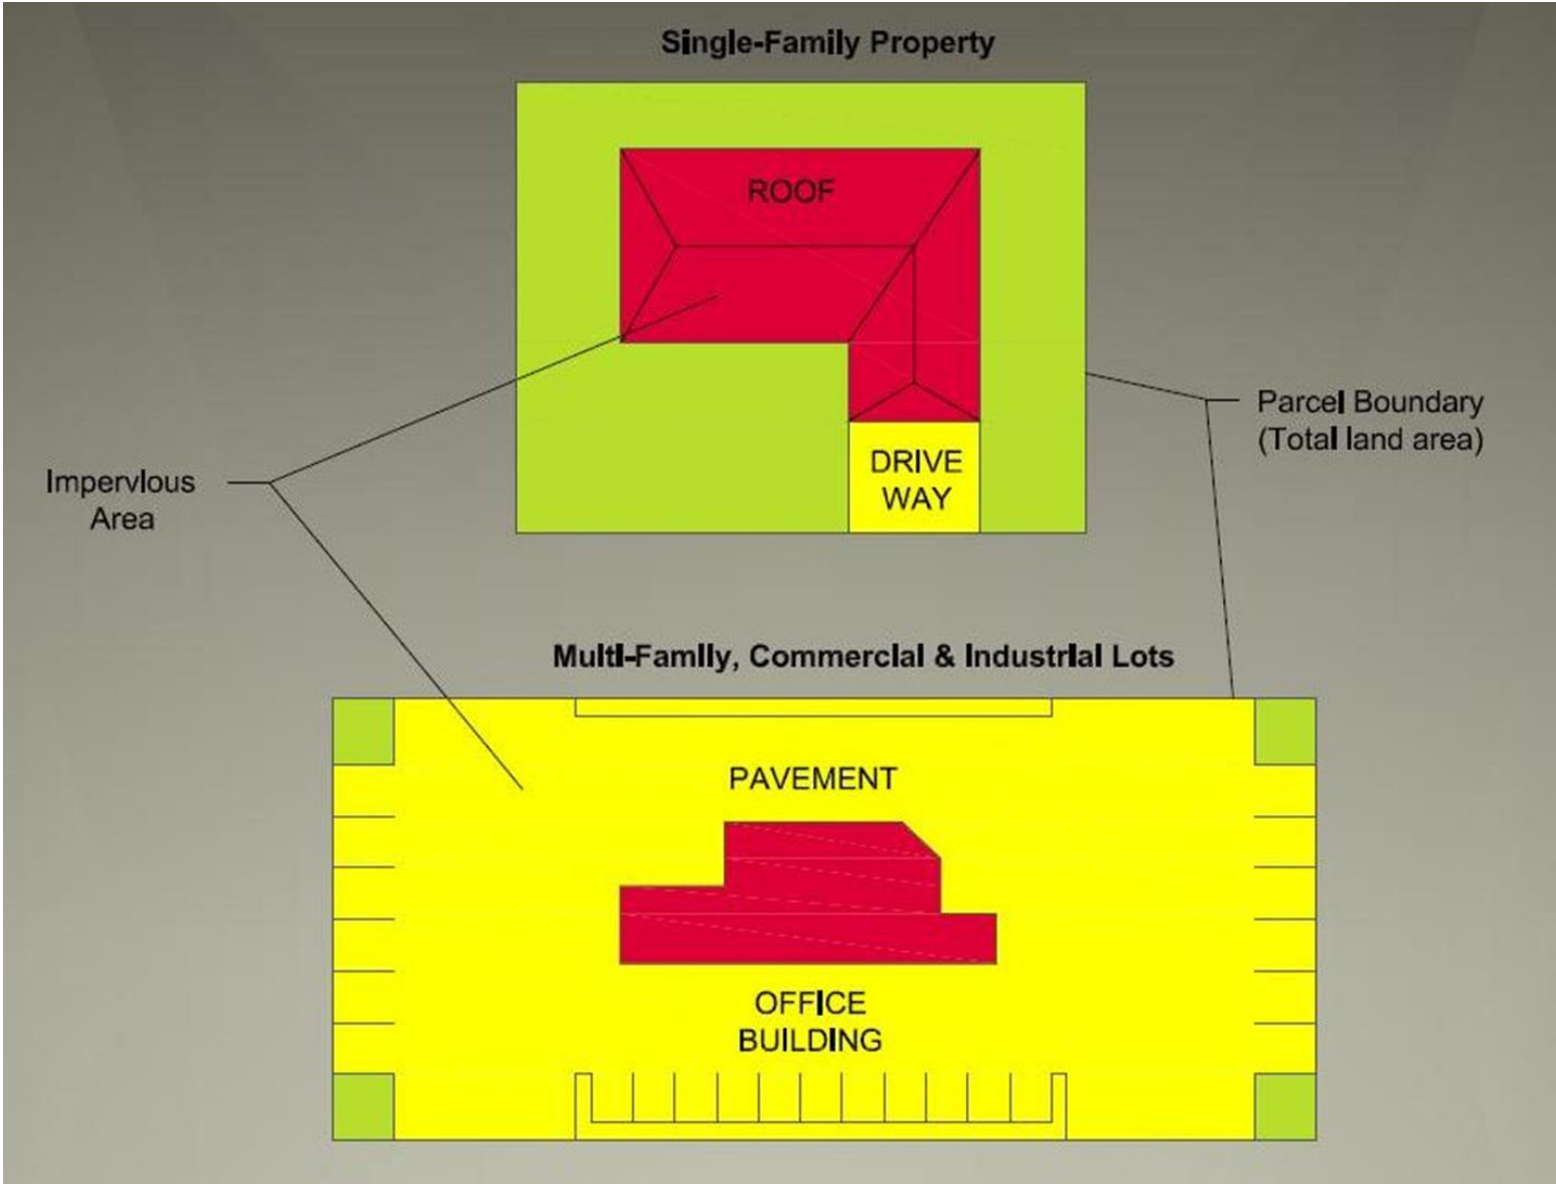 Single-Family Property
ROOF
DRIVE
WAY
Parcel Boundary
(Total land area)
Impervious
Area
Multi-Family, Commercial & Industrial Lots
PAVEMENT
OFFICE
BUILDING